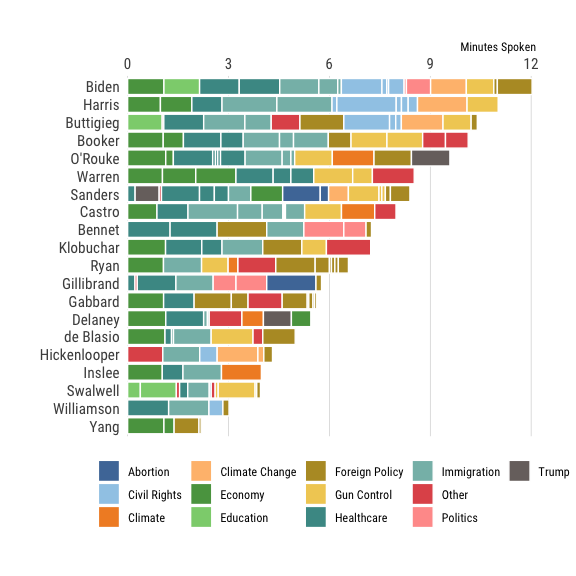 Minutes Spoken
0 3 6 9 12
Biden
Harris
Buttigieg
Booker
O'Rourke
Warren
Sanders
Castro
Bennet
Klobuchar
Ryan
Gillibrand
Gabbard
Delaney
de Blasio
Hickenlooper
Inslee
Swalwell
Williamson
Yang
Abortion Climate Change Foreign Policy Immigration Trump
Civil Rights Economy Gun Control Other
Climate Education Healthcare Politics